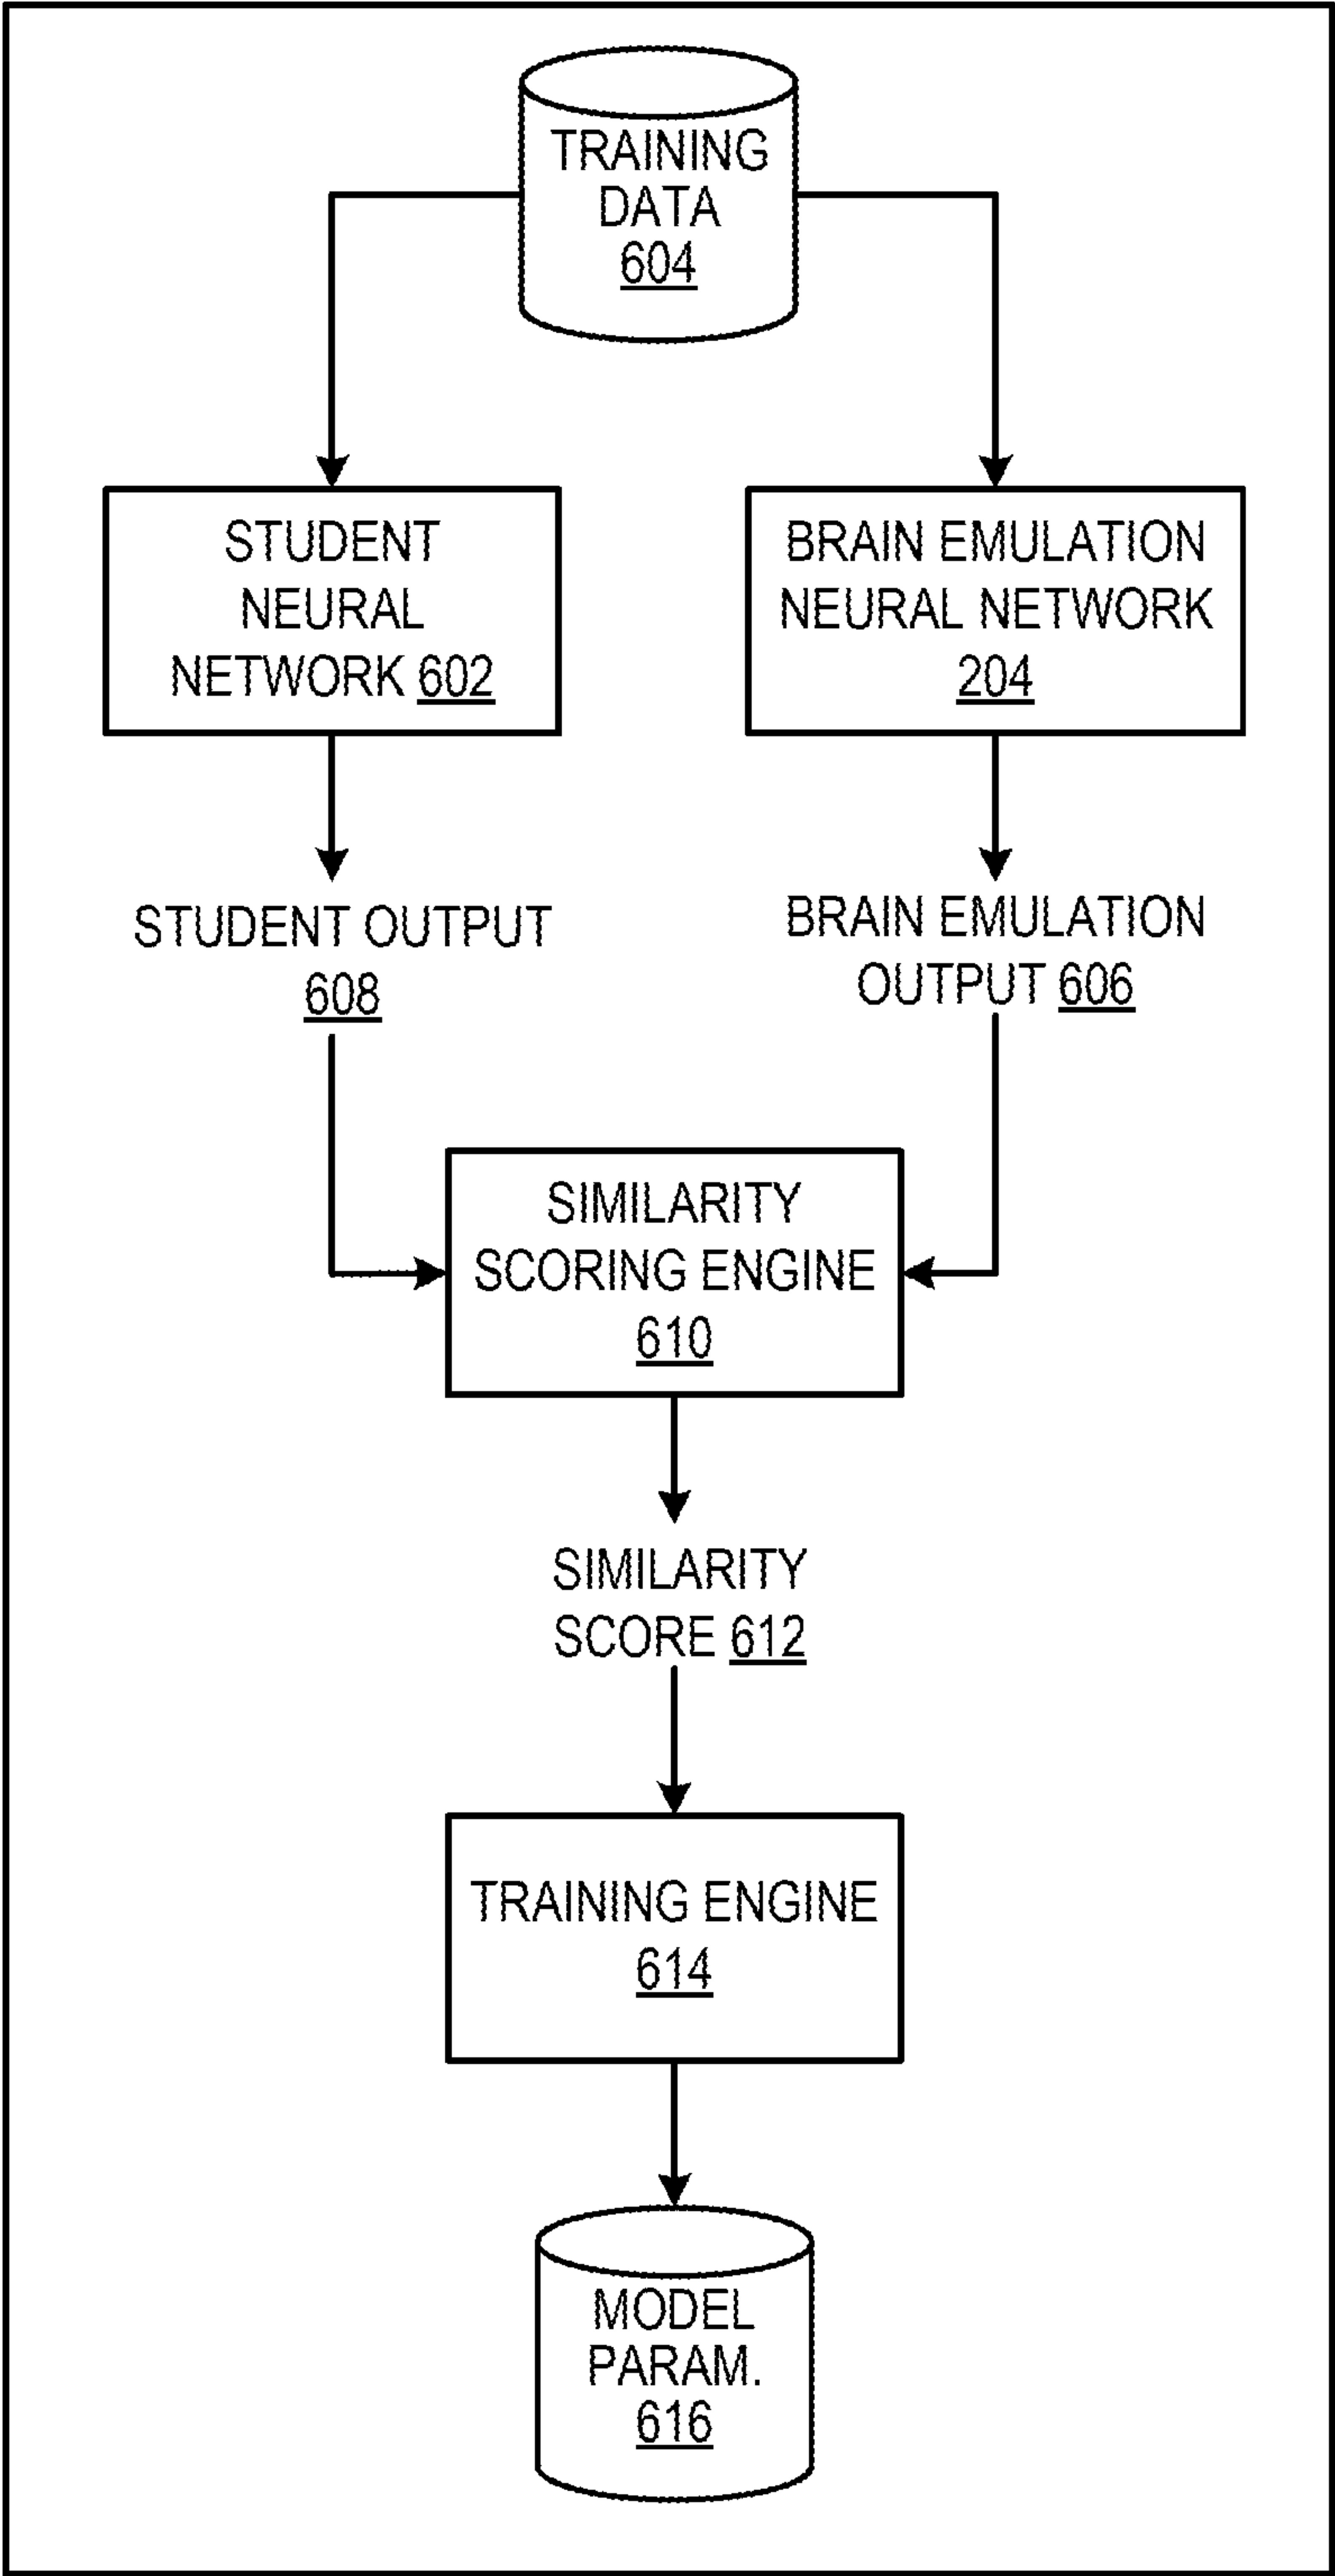 TRAINING
DATA
604
STUDENT
NEURAL
NETWORK 602
BRAIN EMULATION
NEURAL NETWORK
204
STUDENT OUTPUT
608
BRAIN EMULATION
OUTPUT 606
SIMILARITY
SCORING ENGINE
610
SIMILARITY
SCORE 612
TRAINING ENGINE
614
MODEL
PARAM.
616